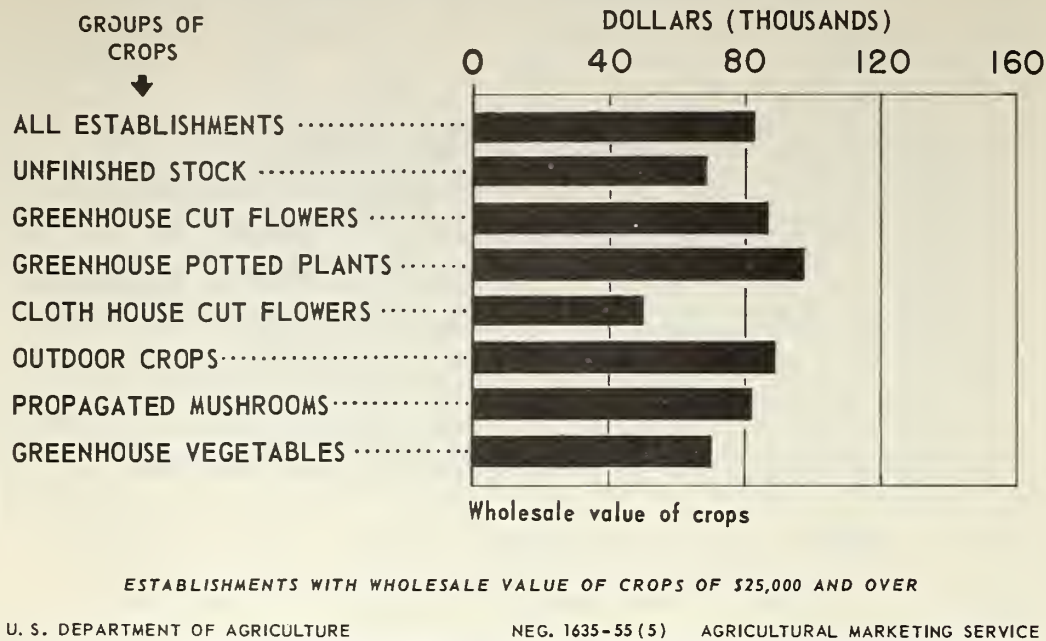 GROUPS OF
CROPS
DOLLARS (THOUSANDS)
0 40 80 120 160
ALL ESTABLISHMENTS
UNFINISHED STOCK
GREENHOUSE CUT FLOWERS
GREENHOUSE POTTED PLANTS
CLOTH HOUSE CUT FLOWERS
OUTDOOR CROPS
PROPAGATED MUSHROOMS
GREENHOUSE VEGETABLES
Wholesale value of crops
ESTABLISHMENTS WITH WHOLESALE VALUE OF CROPS OF $25,000 AND OVER
U. S. DEPARTMENT OF AGRICULTURE NEG. 1635-55 (5) AGRICULTURAL MARKETING SERVICE